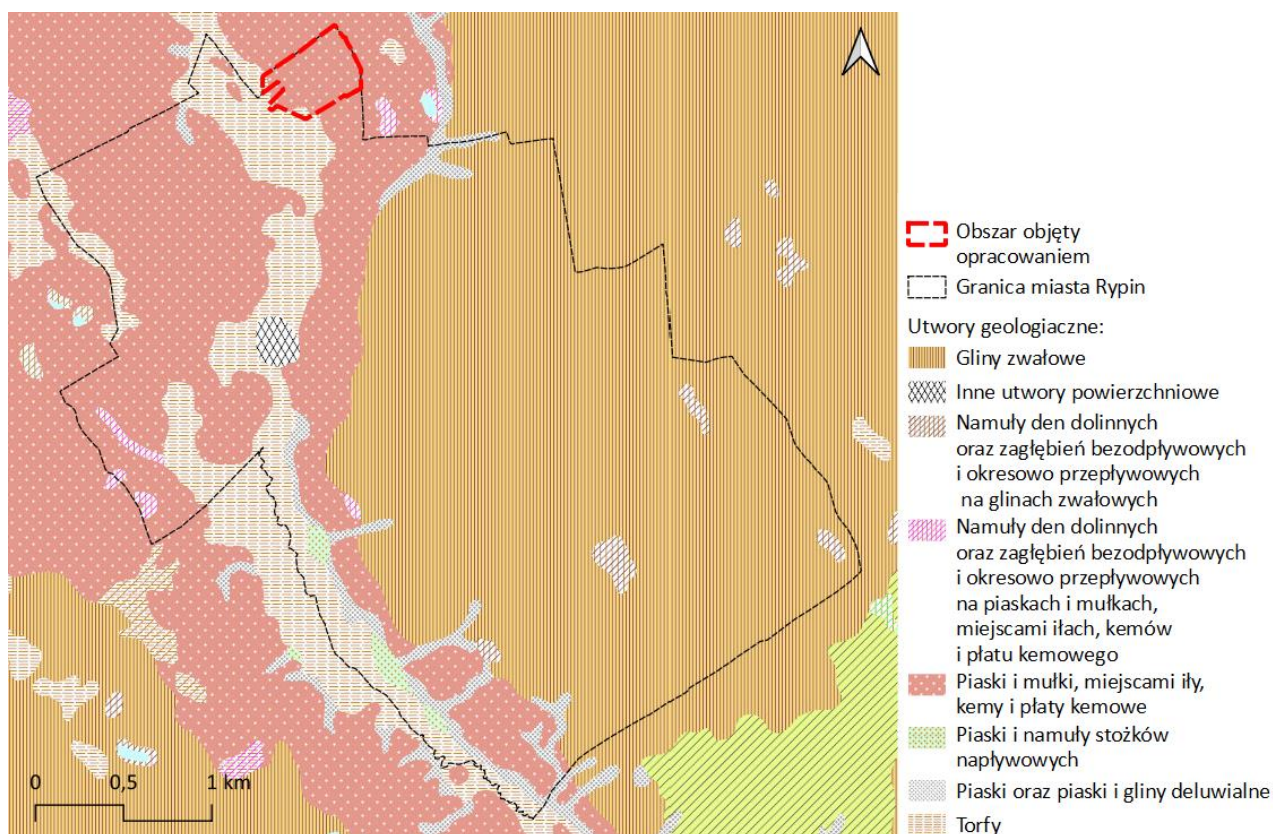 Obszar objęty
opracowaniem
Granica miasta Rypin
Utwory geologiaczne:
Gliny zwałowe
Inne utwory powierzchniowe
Namuły den dolinnych
oraz zagłębień bezodpływowych
i okresowo przepływowych
na glinach zwałowych
Namuły den dolinnych
oraz zagłębień bezodpływowych
i okresowo przepływowych
na piaskach i mułkach,
miejscami iłach, kemów
i płatu kemowego
Piaski i mułki, miejscami iły,
kemy i płaty kemowe
Piaski i namuły stożków
napływowych
Piaski oraz piaski i gliny deluwialne
Torfy
0 0,5 1 km